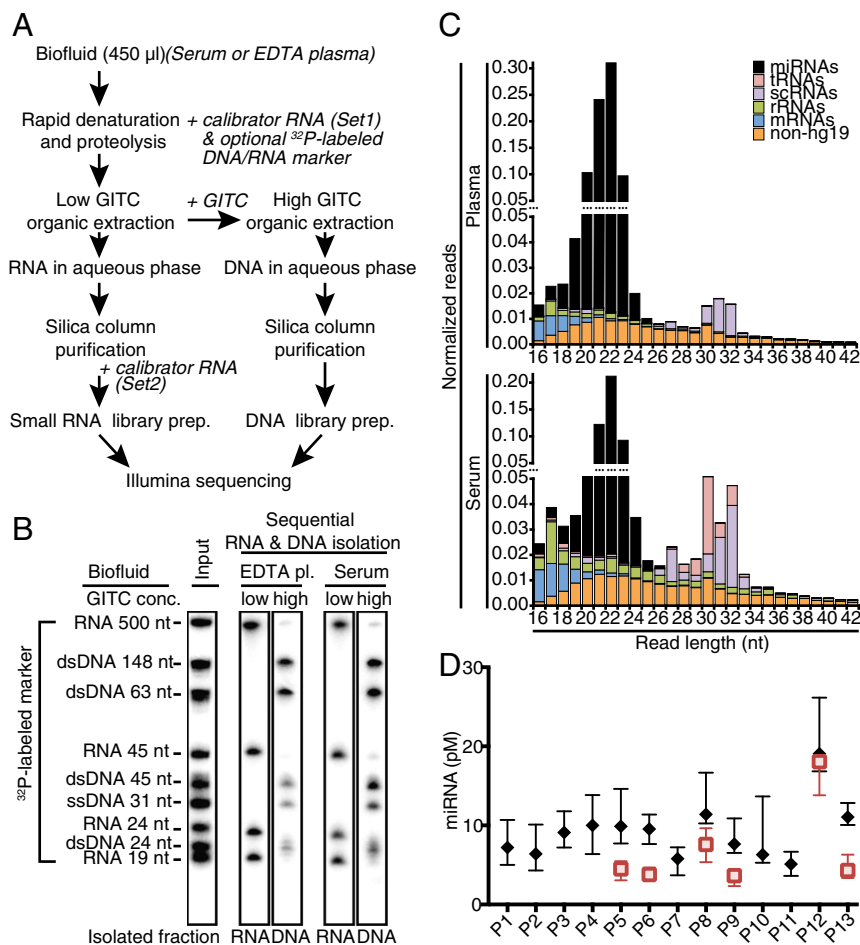 A
Biofluid (450 µl)(Serum or EDTA plasma)
Rapid denaturation
and proteolysis
+ calibrator RNA (Set1)
& optional ³²P-labeled
DNA/RNA marker
Low GITC
organic extraction
+ GITC
High GITC
organic extraction
RNA in aqueous phase
DNA in aqueous phase
Silica column
purification
Silica column
purification
+ calibrator RNA
(Set2)
Small RNA library prep.
DNA library prep.
Illumina sequencing
B
Sequential
RNA & DNA isolation
Biofluid
Input
EDTA pl.
Serum
GITC conc.
low high
low high
³²P-labeled marker
RNA 500 nt
dsDNA 148 nt
dsDNA 63 nt
RNA 45 nt
dsDNA 45 nt
ssDNA 31 nt
RNA 24 nt
dsDNA 24 nt
RNA 19 nt
Isolated fraction
RNA DNA
RNA DNA
C
Normalized reads
Plasma
0.30
0.25
0.20
0.15
0.10
0.05
0.05
0.04
0.03
0.02
0.01
0.00
miRNAs
tRNAs
scRNAs
rRNAs
mRNAs
non-hg19
16 18 20 22 24 26 28 30 32 34 36 38 40 42
Serum
0.20
0.15
0.10
0.05
0.05
0.04
0.03
0.02
0.01
0.00
16 18 20 22 24 26 28 30 32 34 36 38 40 42
Read length (nt)
D
miRNA (pM)
30
20
10
0
P1 P2 P3 P4 P5 P6 P7 P8 P9 P10 P11 P12 P13